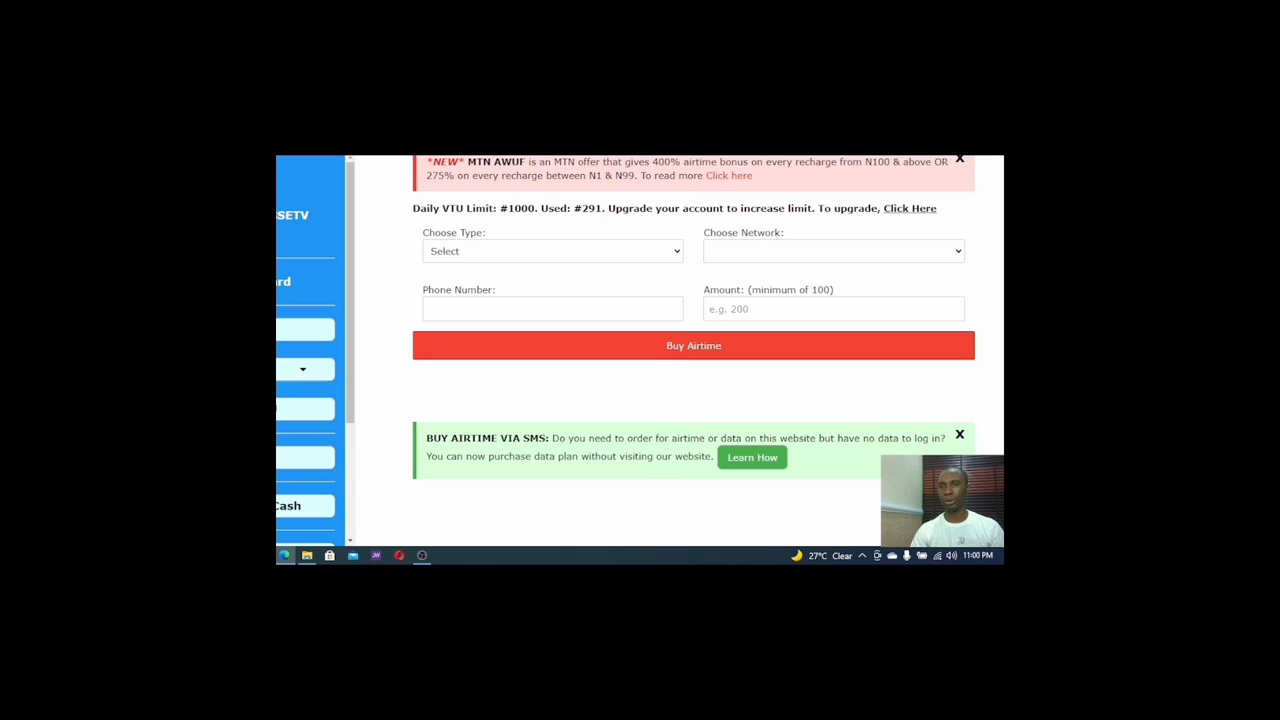 *NEW* MTN AWUF is an MTN offer that gives 400% airtime bonus on every recharge from N100 & above OR
275% on every recharge between N1 & N99. To read more Click here
X
SSETV
Daily VTU Limit: #1000. Used: #291. Upgrade your account to increase limit. To upgrade, Click Here
Choose Type:
Choose Network:
Select
Phone Number:
Amount: (minimum of 100)
e.g. 200
Buy Airtime
BUY AIRTIME VIA SMS: Do you need to order for airtime or data on this website but have no data to log in?
You can now purchase data plan without visiting our website. Learn How
X
Cash
27°C Clear
11:00 PM